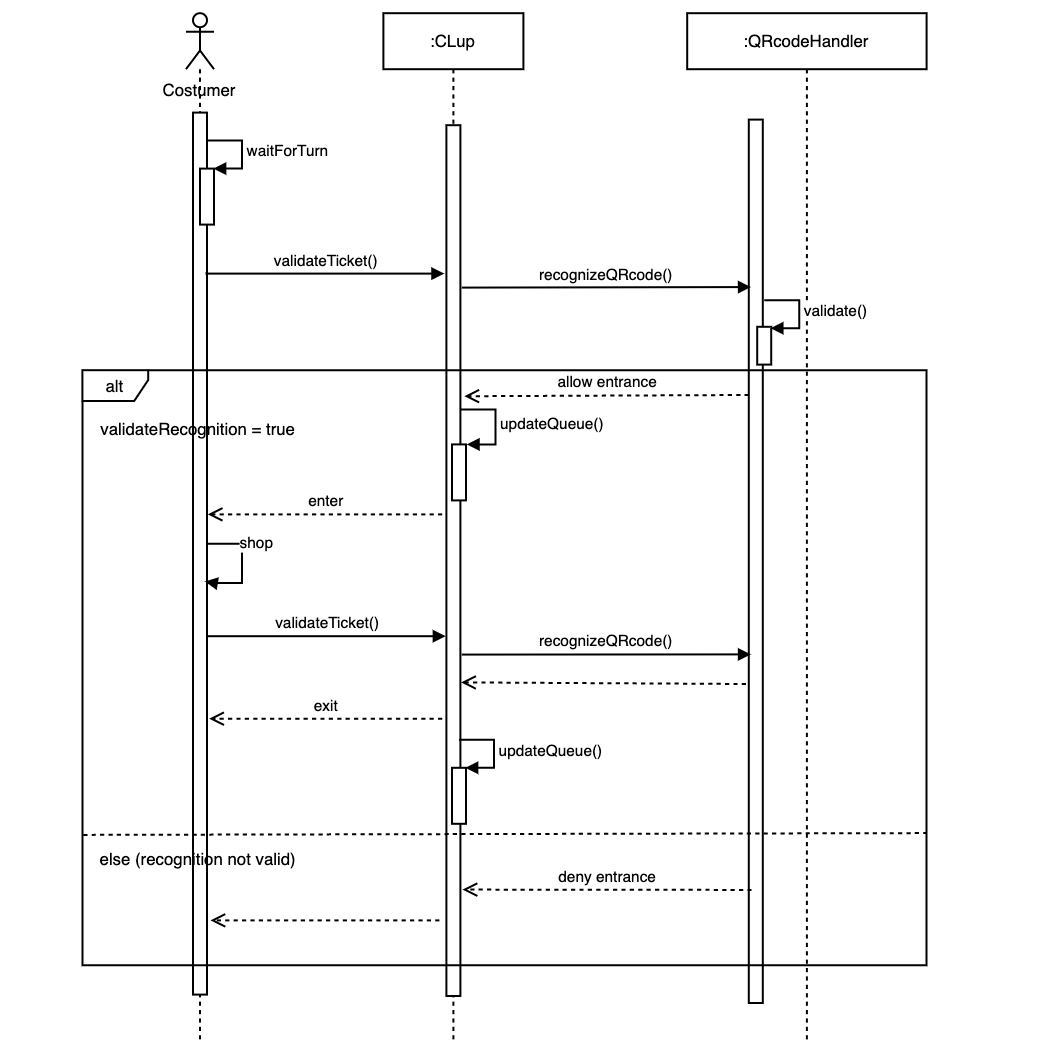 :CLup
:QRcodeHandler
Costumer
waitForTurn
validateTicket()
recognizeQRcode()
validate()
alt
allow entrance
validateRecognition = true
updateQueue()
enter
shop
validateTicket()
recognizeQRcode()
exit
updateQueue()
else (recognition not valid)
deny entrance